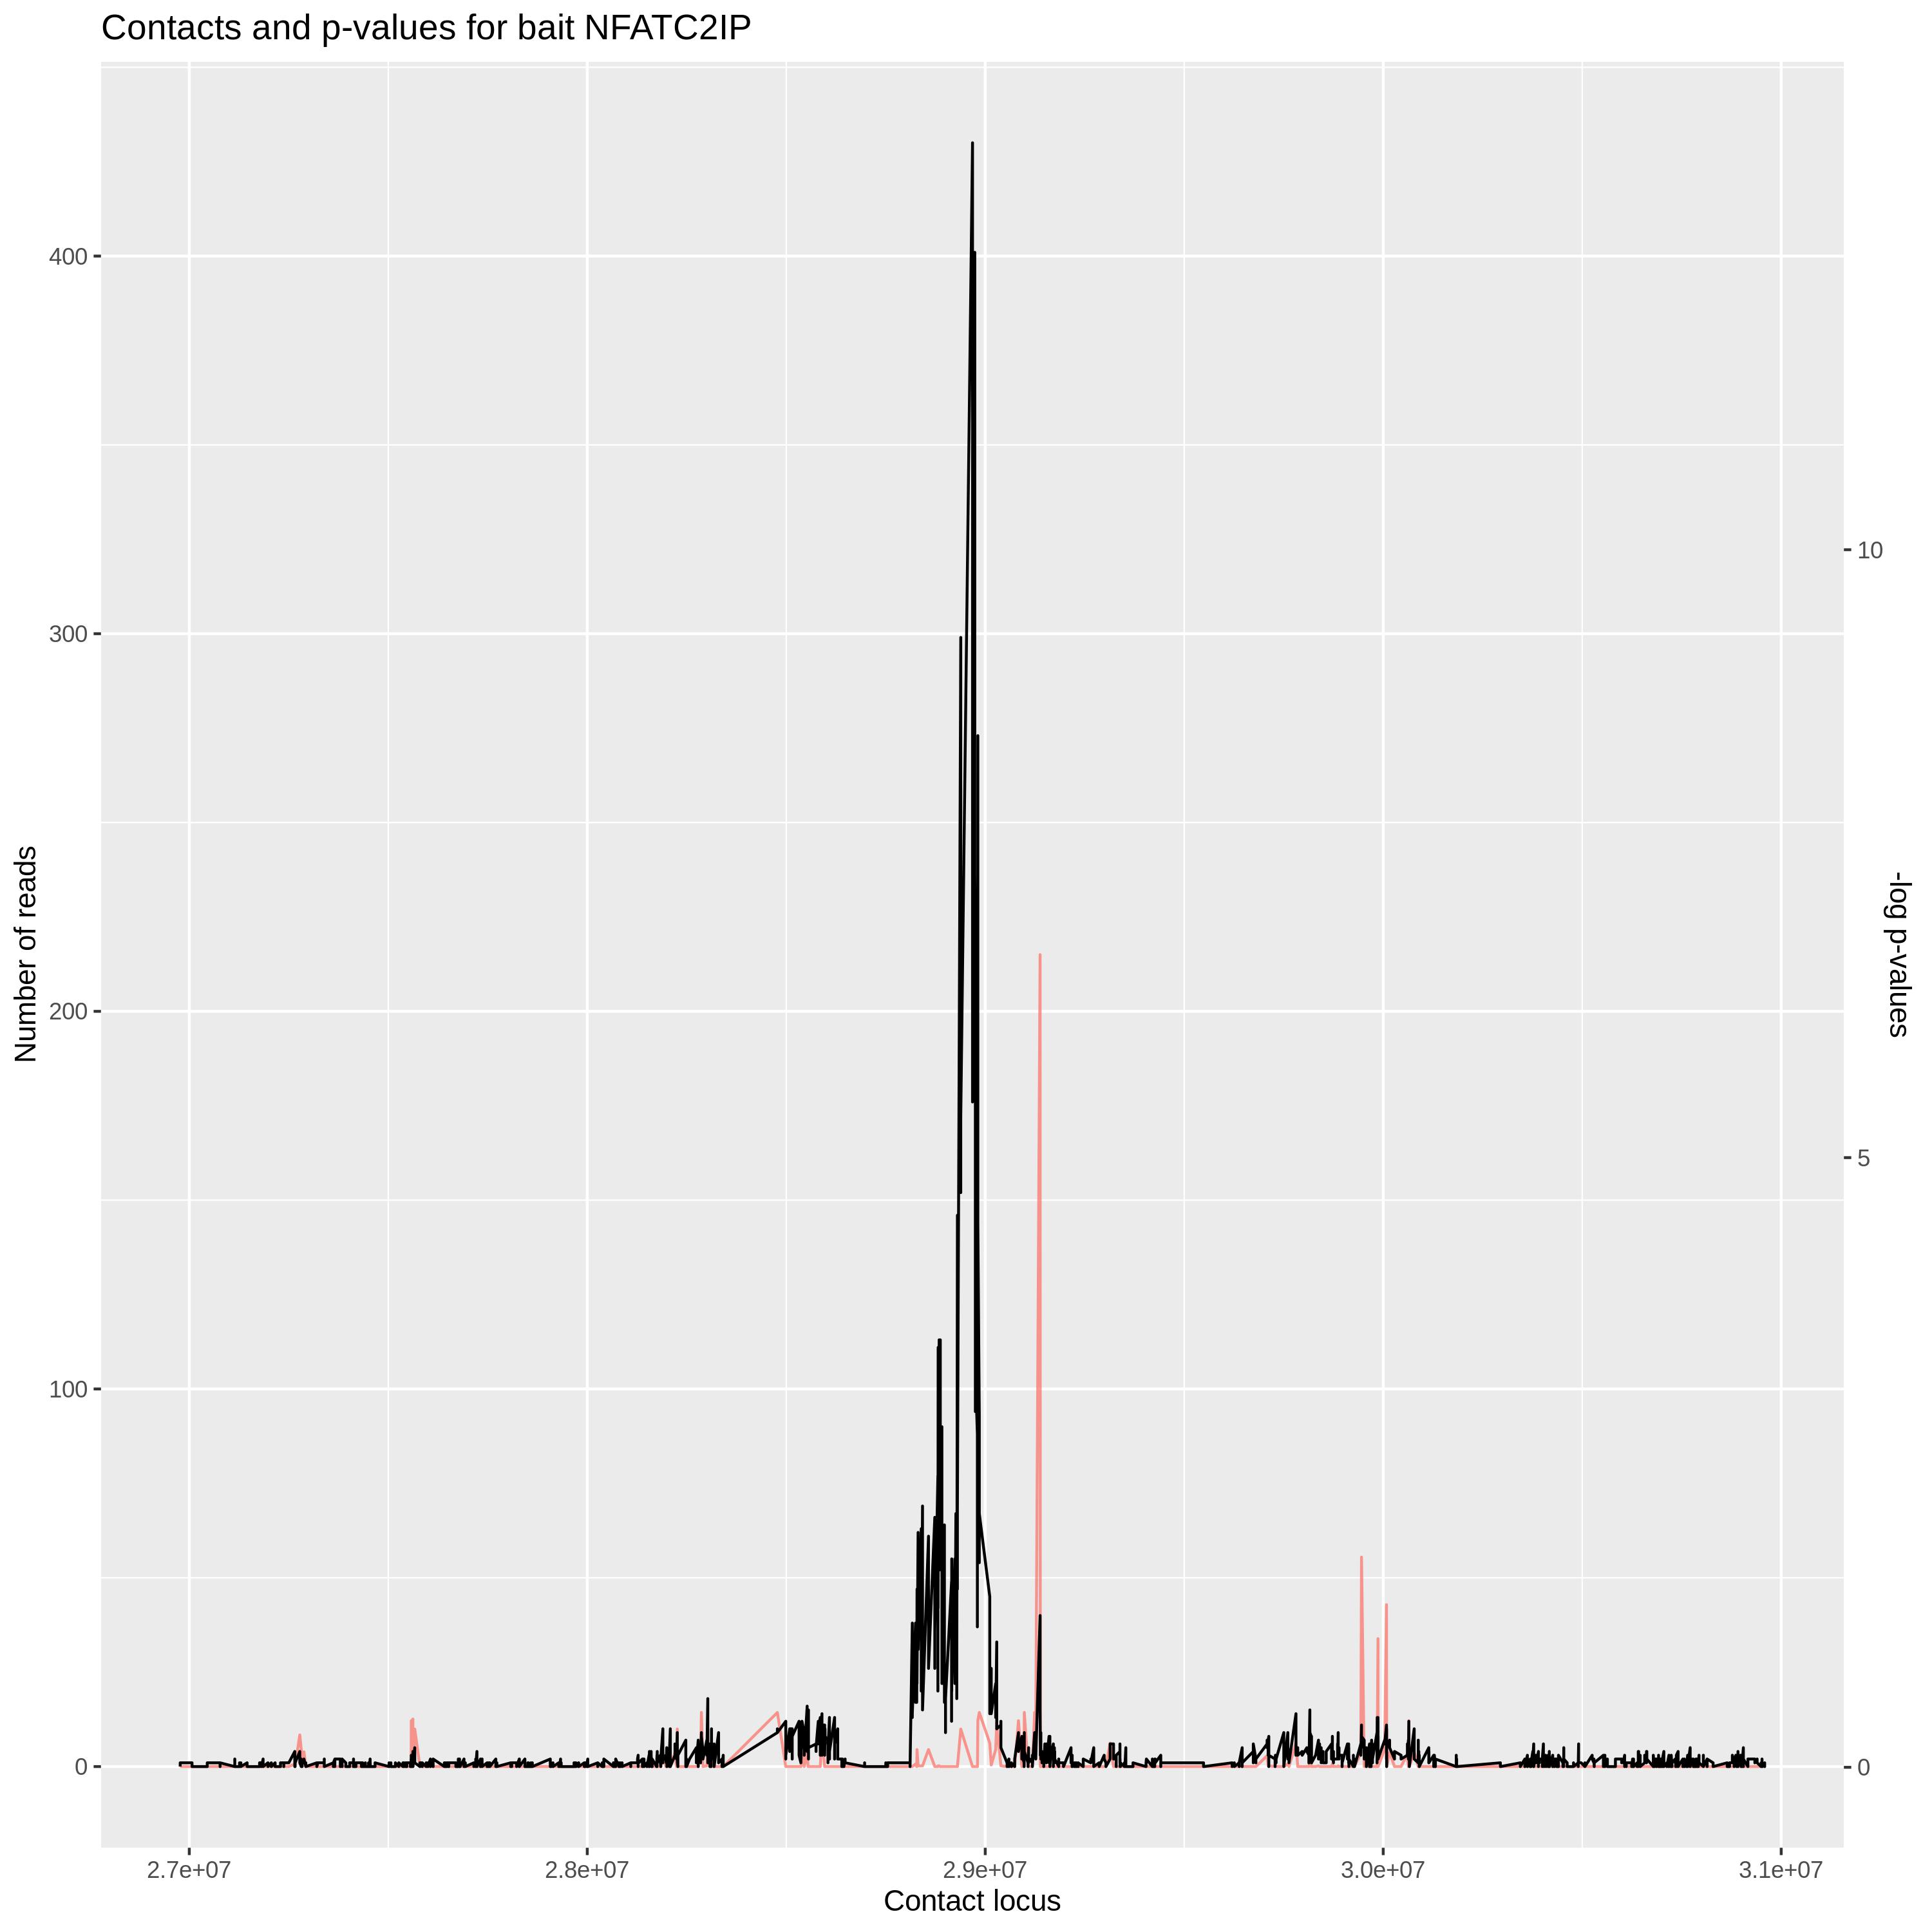 Contacts and p-values for bait NFATC2IP
Number of reads
400
300
200
100
0
10
5
0
-log p-values
2.7e+07 2.8e+07 2.9e+07 3.0e+07 3.1e+07
Contact locus